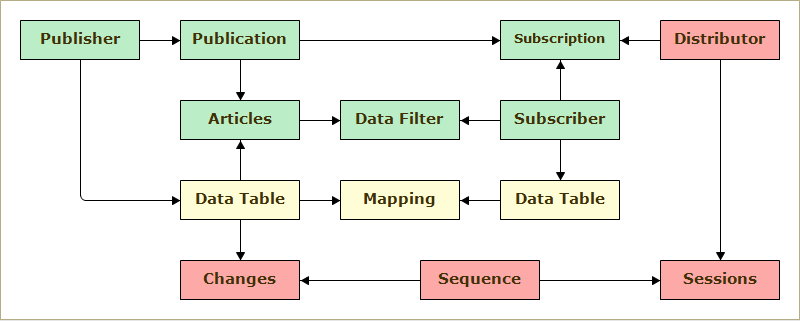 Publisher
Publication
Subscription
Distributor
Articles
Data Filter
Subscriber
Data Table
Mapping
Data Table
Changes
Sequence
Sessions